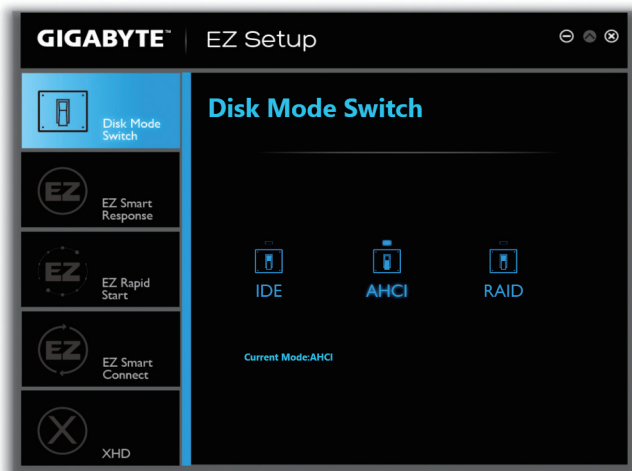 GIGABYTE™ EZ Setup
Disk Mode
Switch
Disk Mode Switch
EZ
EZ Smart
Response
EZ
EZ Rapid
Start
IDE AHCI RAID
EZ
EZ Smart
Connect
Current Mode:AHCI
X
XHD